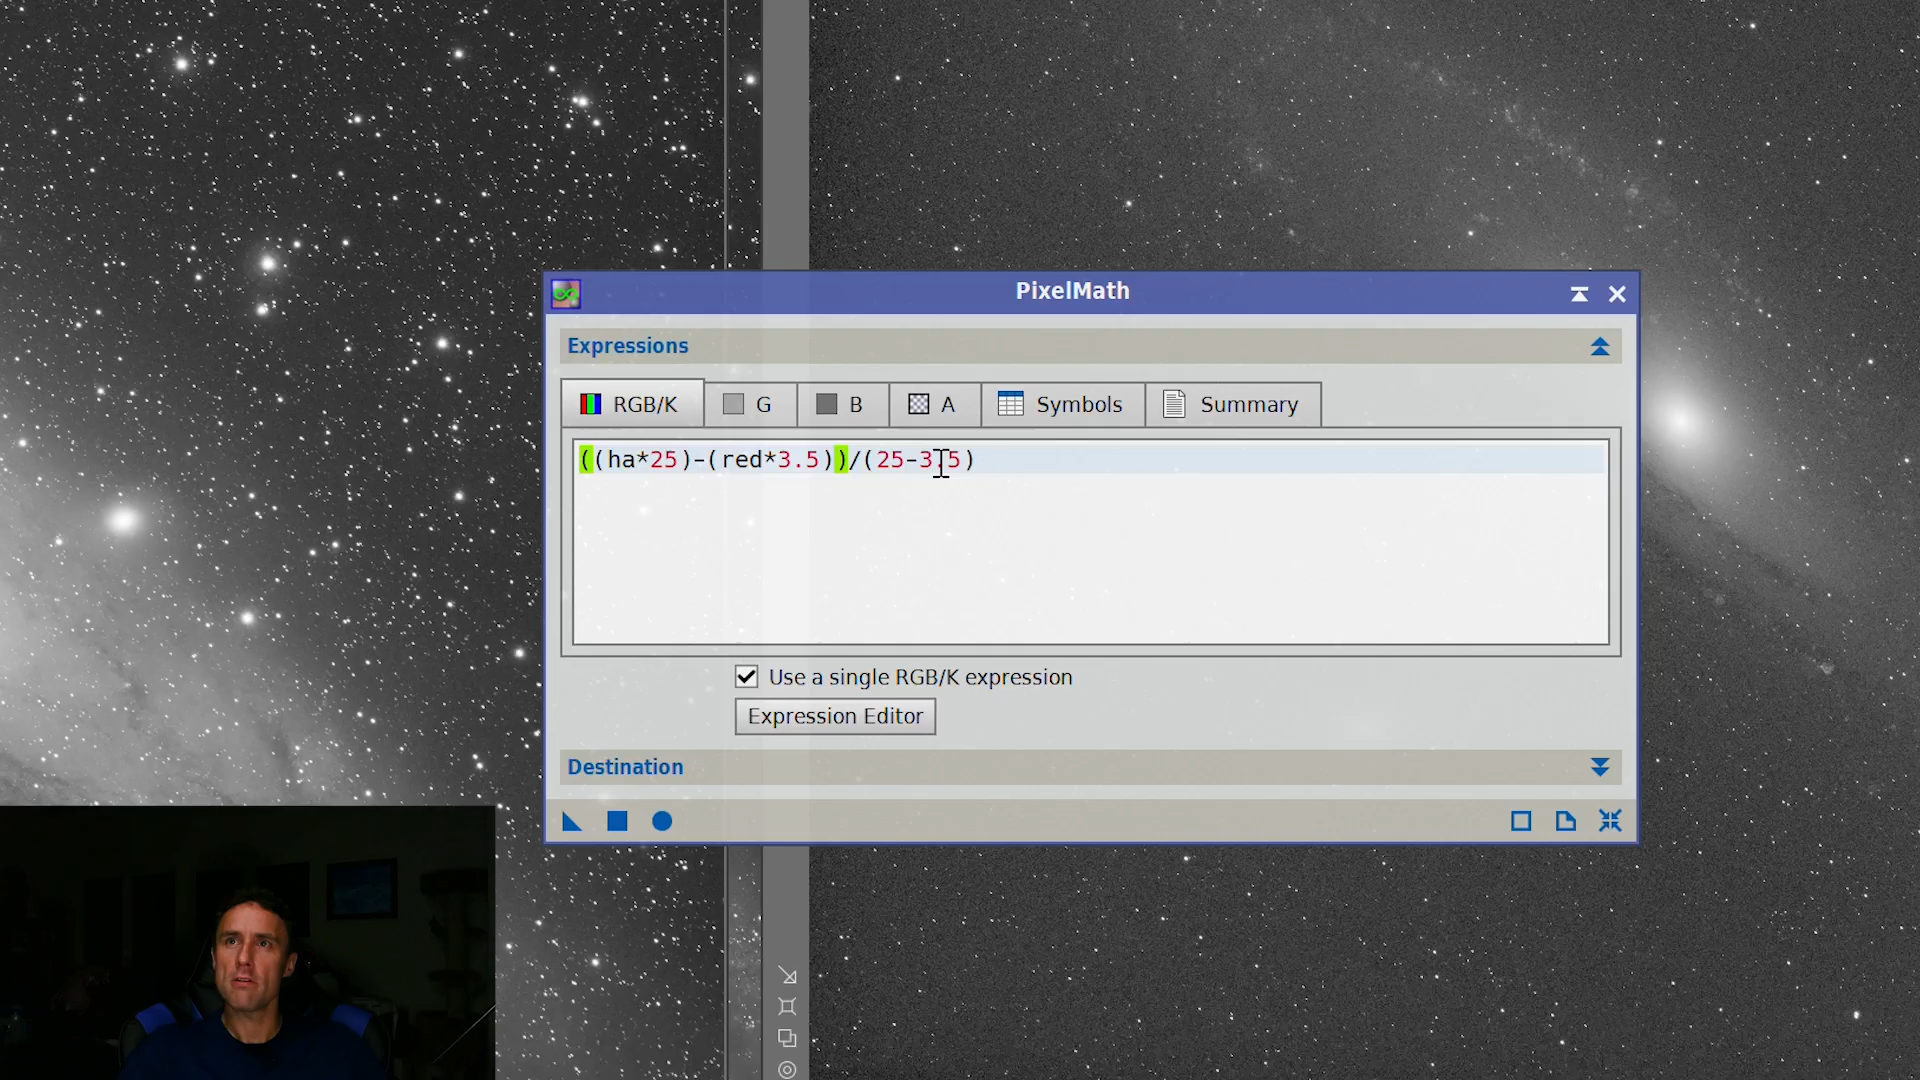 PixelMath
Expressions
RGB/K
G
B
A
Symbols
Summary
((ha*25)-(red*3.5))/(25-3.5)
Use a single RGB/K expression
Expression Editor
Destination